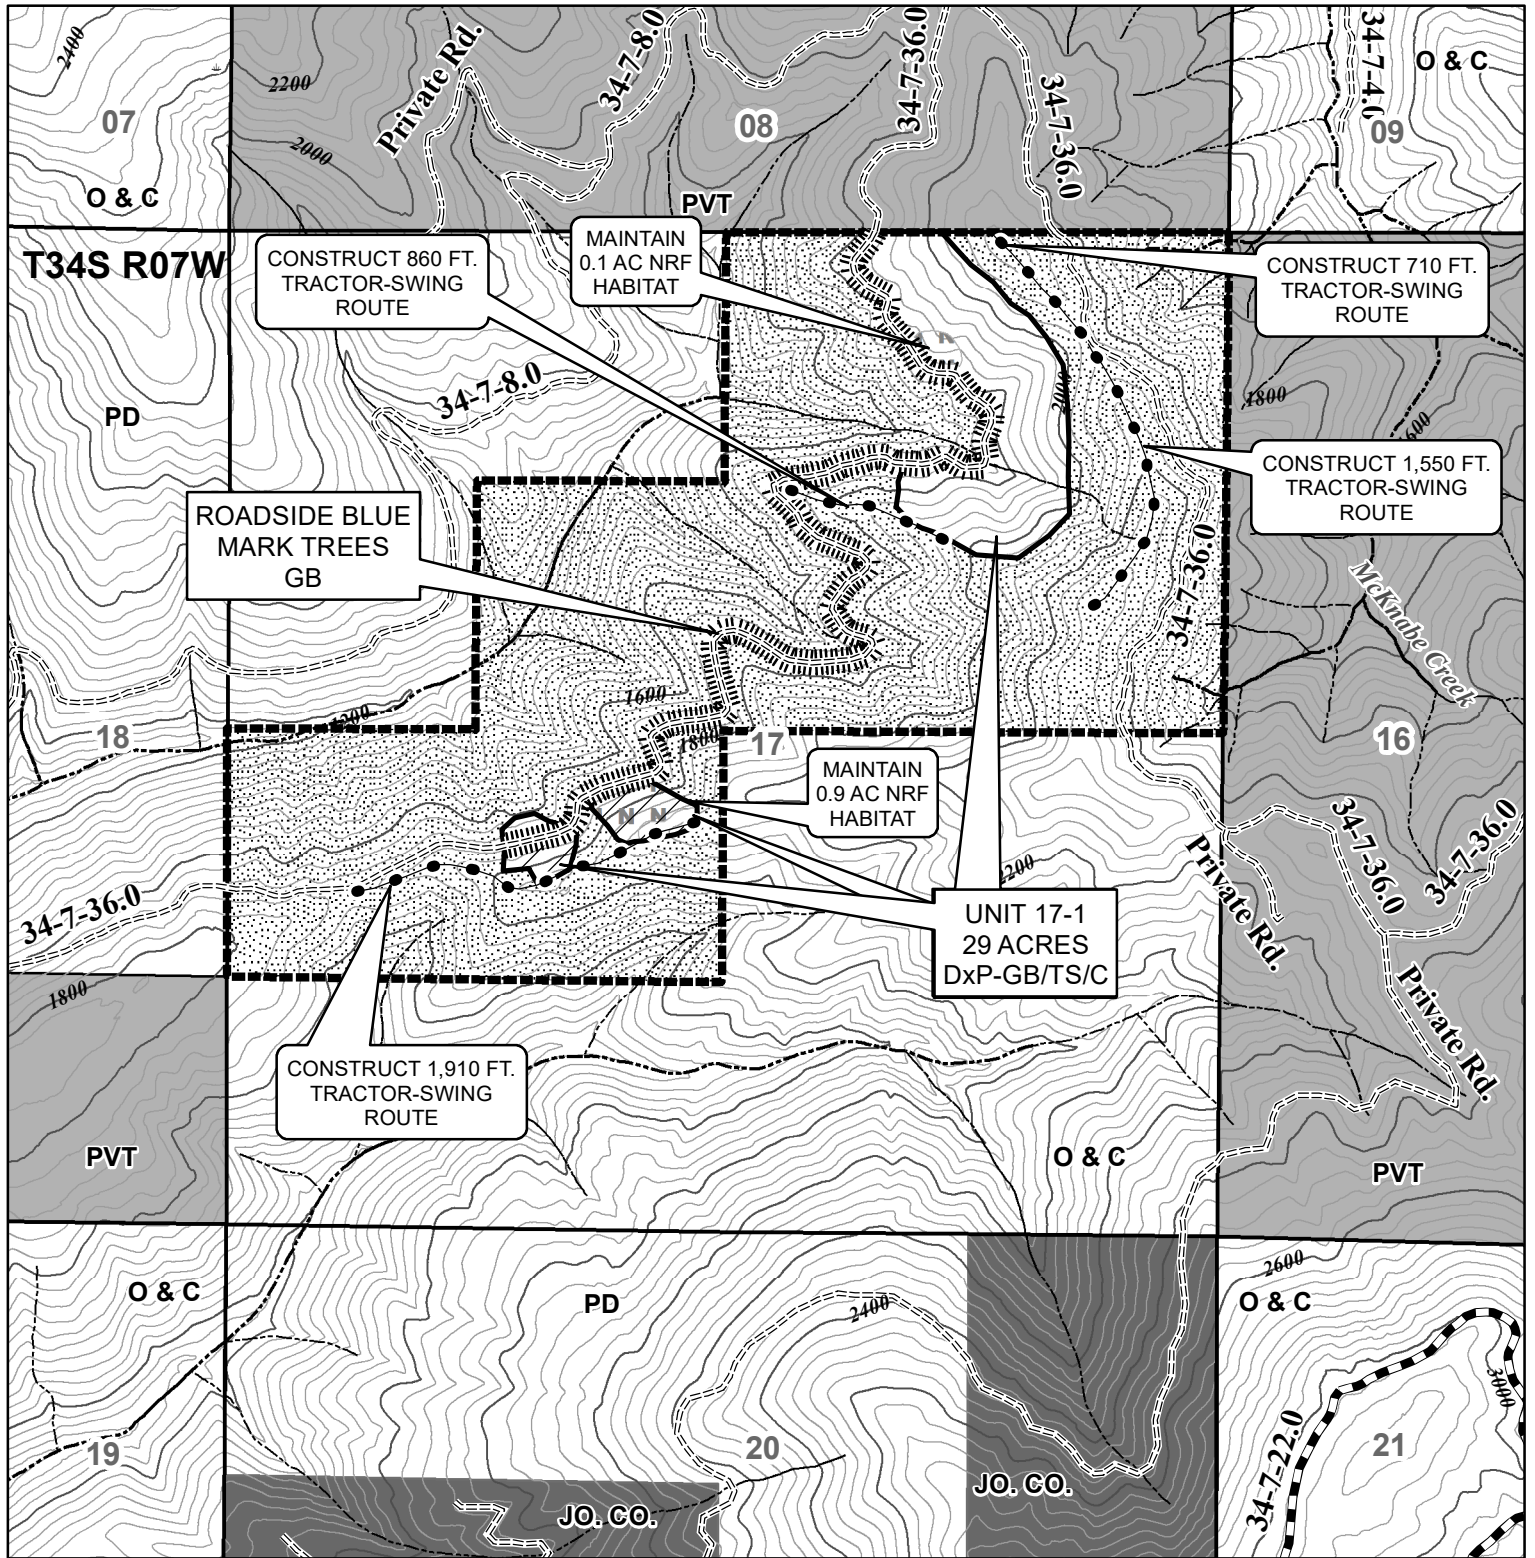 2400
2200
2000
07
O & C
Private Rd.
34-7-8.0
08
34-7-36.0
34-7-36.0
PVT
34-7-4.0
O & C
09
T34S R07W
CONSTRUCT 860 FT.
TRACTOR-SWING
ROUTE
MAINTAIN
0.1 AC NRF
HABITAT
CONSTRUCT 710 FT.
TRACTOR-SWING
ROUTE
N
34-7-8.0
PD
1800
CONSTRUCT 1,550 FT.
TRACTOR-SWING
ROUTE
ROADSIDE BLUE
MARK TREES
GB
34-7-36.0
McKnabe Creek
1600
1200
18
1800
17
16
MAINTAIN
0.9 AC NRF
HABITAT
N N
34-7-36.0
Private Rd.
34-7-36.0
34-7-36.0
UNIT 17-1
29 ACRES
DxP-GB/TS/C
1800
Private Rd.
CONSTRUCT 1,910 FT.
TRACTOR-SWING
ROUTE
PVT
O & C
PVT
O & C
PD
2400
2600
O & C
3000
19
20
34-7-22.0
21
JO. CO.
JO. CO.